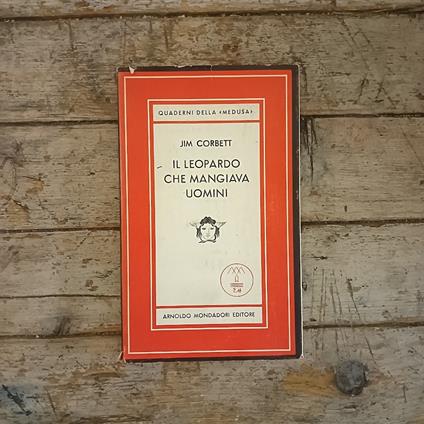 QUADERNI DELLA «MEDUSA»
JIM CORBETT
IL LEOPARDO
CHE MANGIAVA
UOMINI
ARNOLDO MONDADORI EDITORE